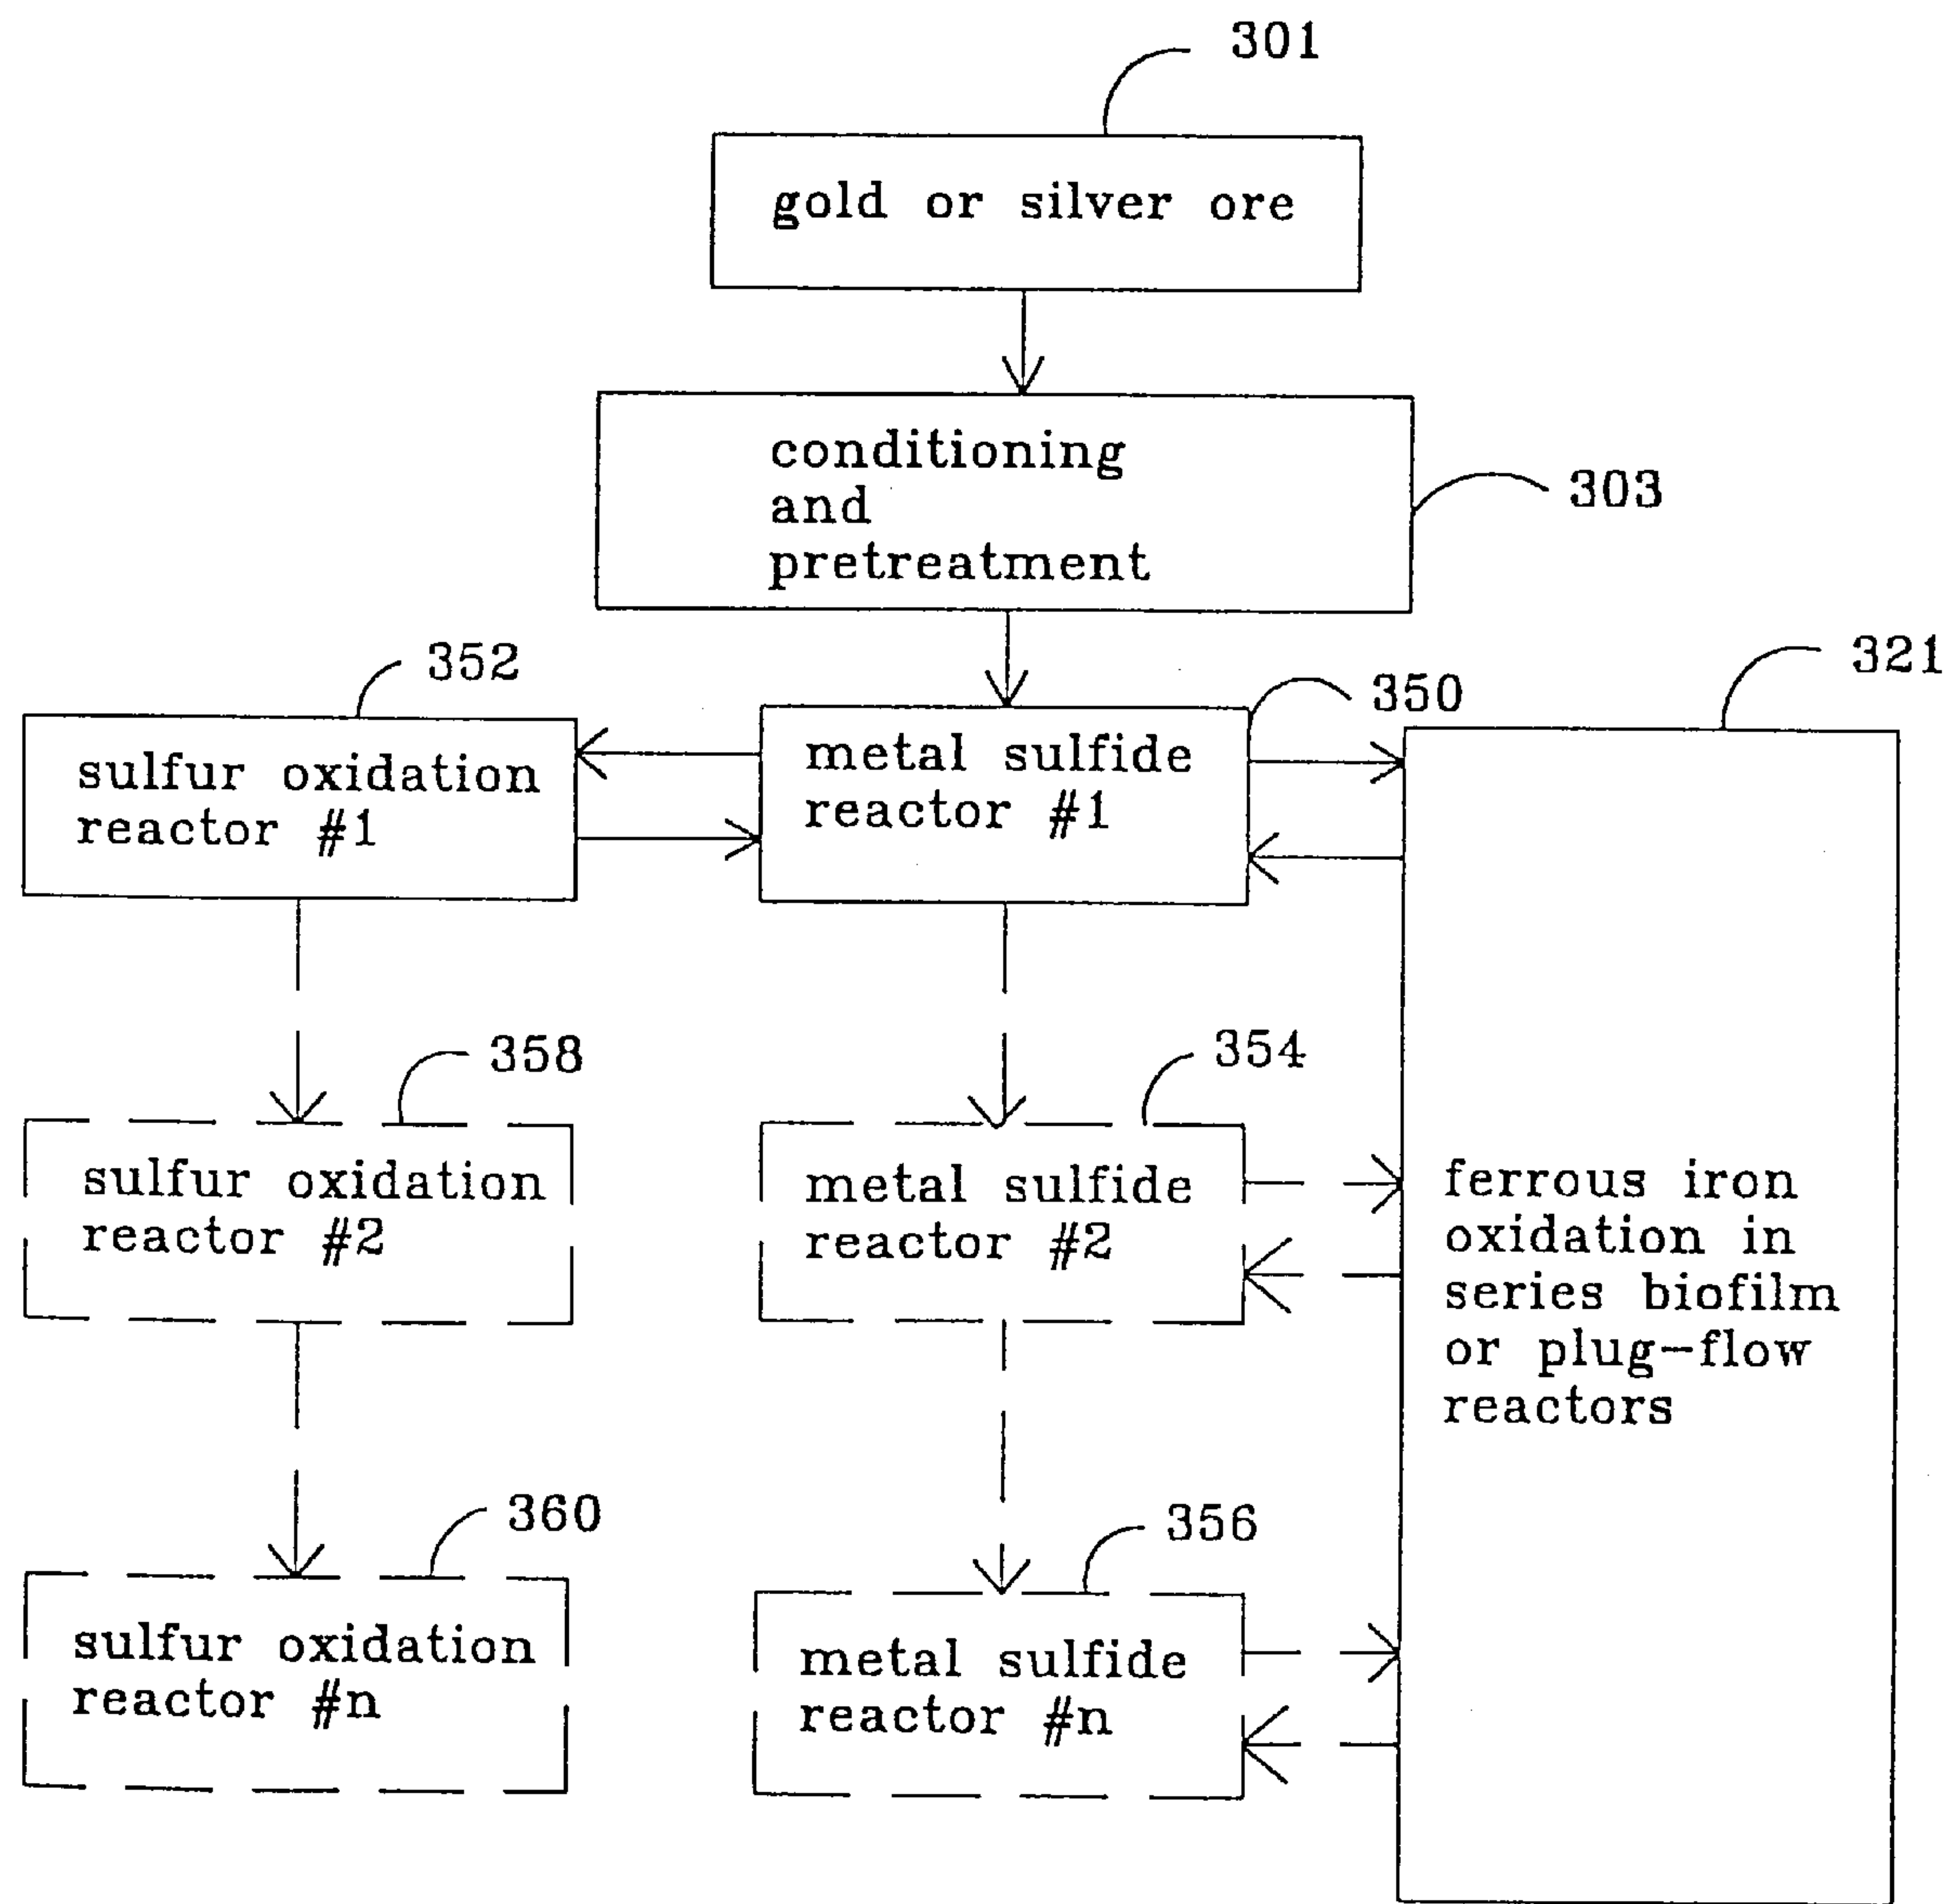 301
gold or silver ore
conditioning
and
pretreatment
303
352
350
321
sulfur oxidation
reactor #1
metal sulfide
reactor #1
358
354
sulfur oxidation
reactor #2
metal sulfide
reactor #2
ferrous iron
oxidation in
series biofilm
or plug-flow
reactors
360
356
sulfur oxidation
reactor #n
metal sulfide
reactor #n